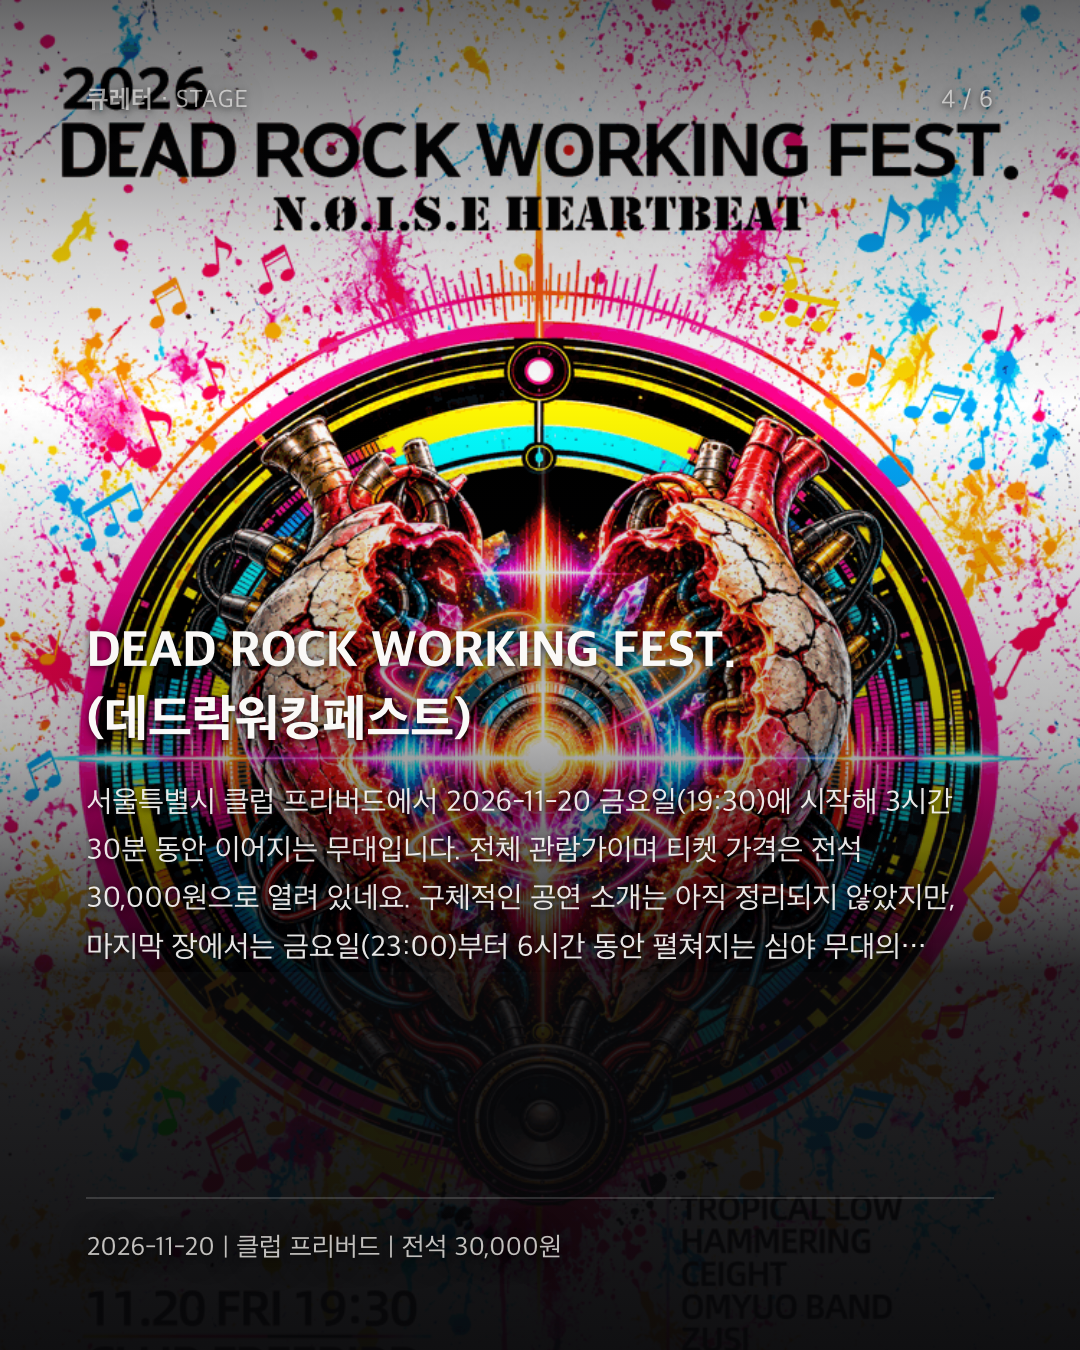 2026
큐레터 · STAGE
4 / 6
DEAD ROCK WORKING FEST.
N.Ø.I.S.E HEARTBEAT
DEAD ROCK WORKING FEST.
(데드락워킹페스트)
서울특별시 클럽 프리버드에서 2026-11-20 금요일(19:30)에 시작해 3시간
30분 동안 이어지는 무대입니다. 전체 관람가이며 티켓 가격은 전석
30,000원으로 열려 있네요. 구체적인 공연 소개는 아직 정리되지 않았지만,
마지막 장에서는 금요일(23:00)부터 6시간 동안 펼쳐지는 심야 무대의…
TROPICAL LOW
HAMMERING
2026-11-20 | 클럽 프리버드 | 전석 30,000원
CEIGHT
OMYUO BAND
11.20 FRI 19:30
ZUSI